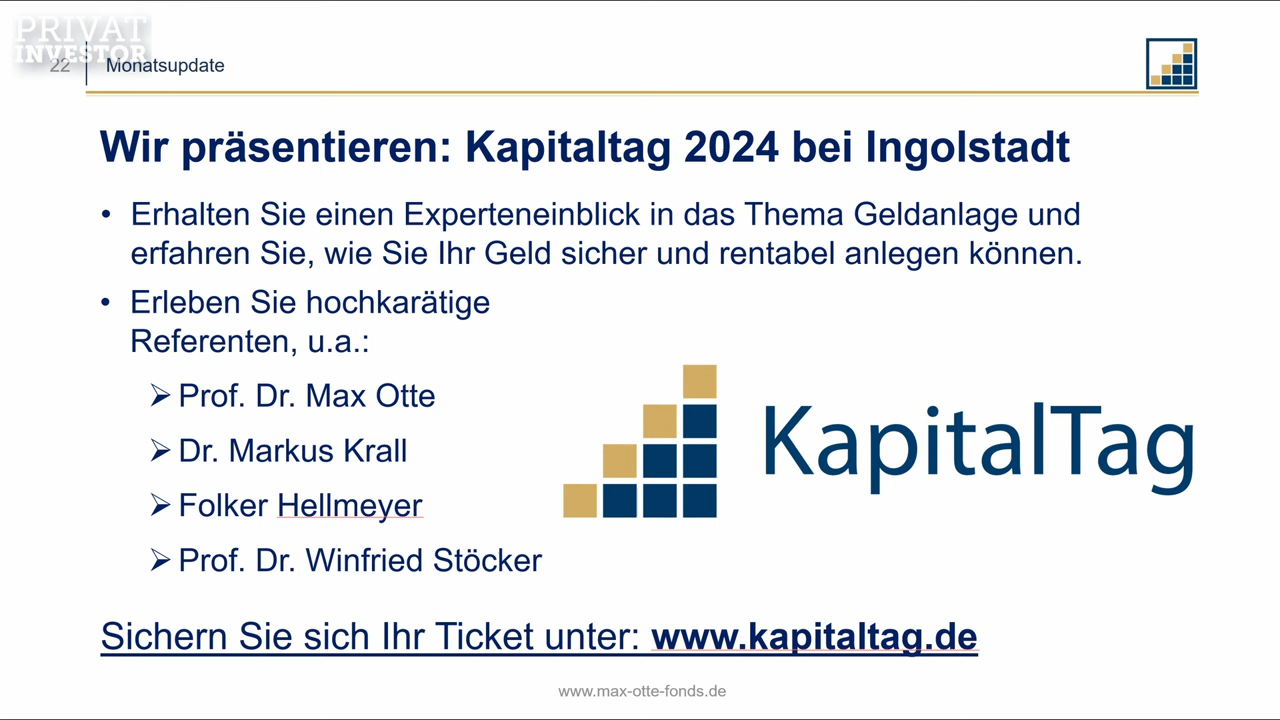 PRIVAT
INVESTOR
22 Monatsupdate
Wir präsentieren: Kapitaltag 2024 bei Ingolstadt
• Erhalten Sie einen Experteneinblick in das Thema Geldanlage und
erfahren Sie, wie Sie Ihr Geld sicher und rentabel anlegen können.
• Erleben Sie hochkarätige
Referenten, u.a.:
➢ Prof. Dr. Max Otte
➢ Dr. Markus Krall
➢ Folker Hellmeyer
➢ Prof. Dr. Winfried Stöcker
KapitalTag
Sichern Sie sich Ihr Ticket unter: www.kapitaltag.de
www.max-otte-fonds.de